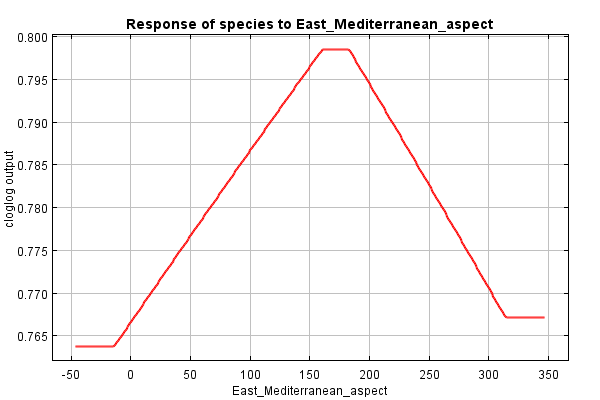 Response of species to East_Mediterranean_aspect
0.800
0.795
0.790
0.785
0.780
0.775
0.770
0.765
cloglog output
-50 0 50 100 150 200 250 300 350
East_Mediterranean_aspect